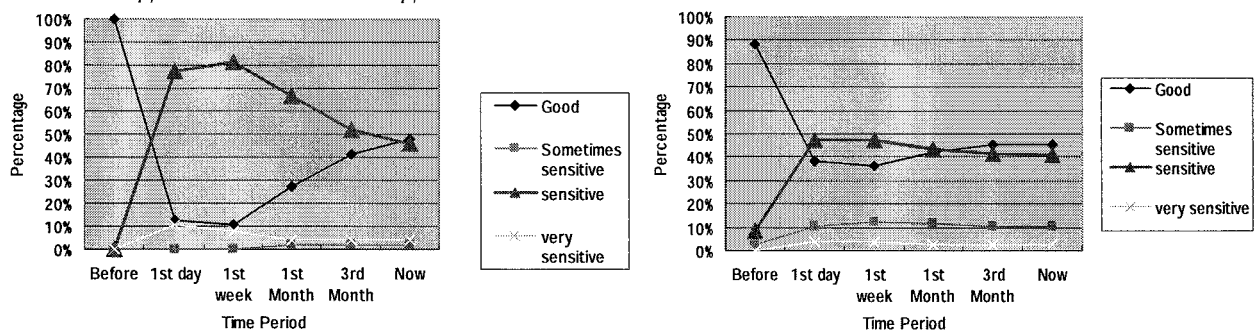 100%
90%
80%
70%
60%
50%
40%
30%
20%
10%
0%
Percentage
Before 1st day 1st week 1st Month 3rd Month Now
Time Period
Good
Sometimes
sensitive
sensitive
very
sensitive
100%
90%
80%
70%
60%
50%
40%
30%
20%
10%
0%
Percentage
Before 1st day 1st week 1st Month 3rd Month Now
Time Period
Good
Sometimes
sensitive
sensitive
very sensitive